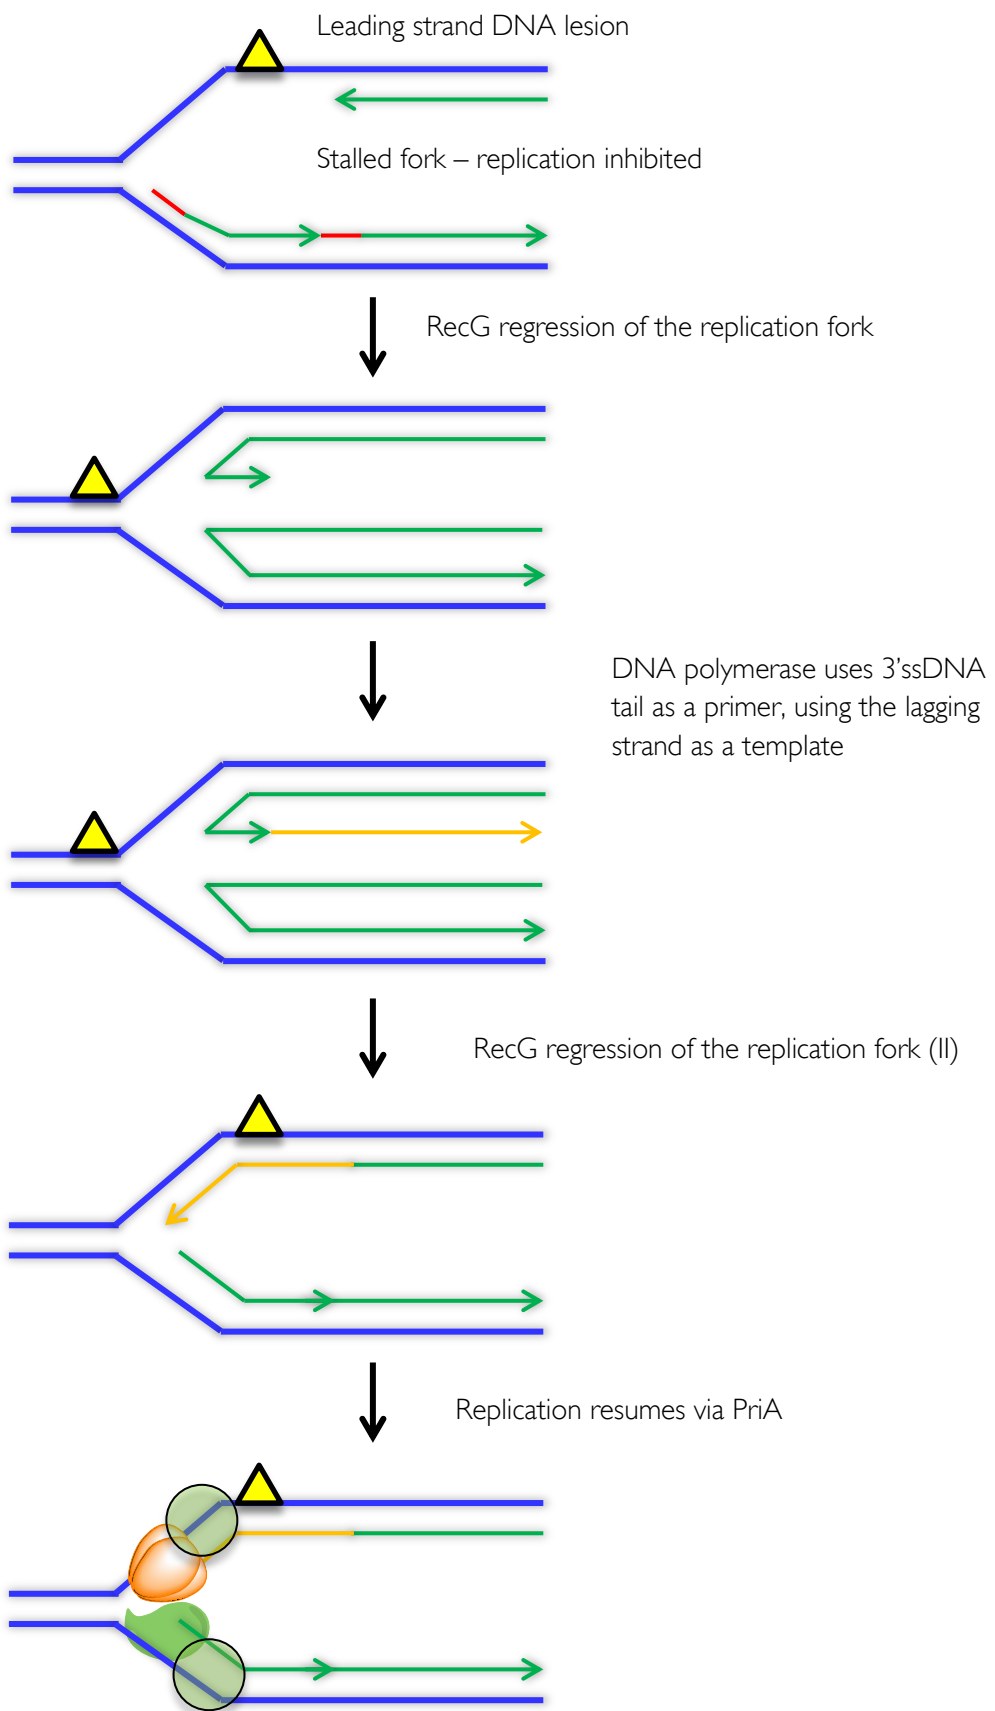 Leading strand DNA lesion
Stalled fork – replication inhibited
RecG regression of the replication fork
DNA polymerase uses 3’ssDNA
tail as a primer, using the lagging
strand as a template
RecG regression of the replication fork (II)
Replication resumes via PriA